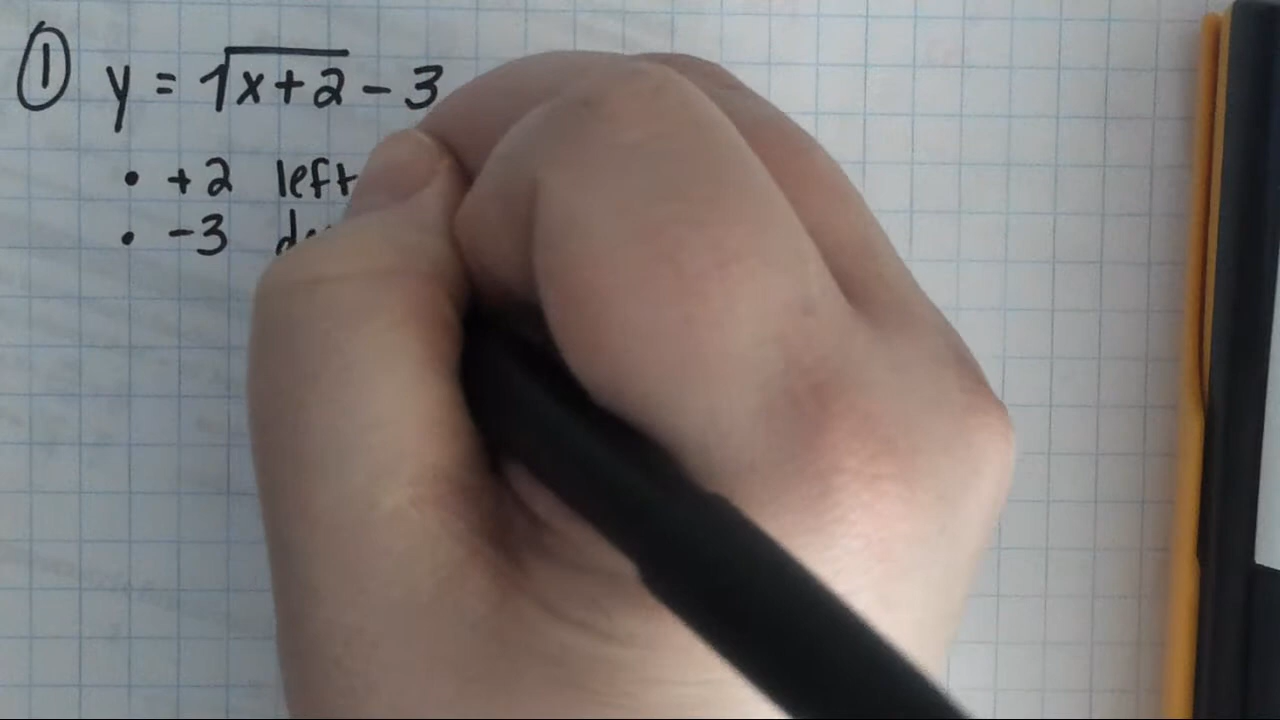 ① y = √x+2 - 3
• +2 left
• -3